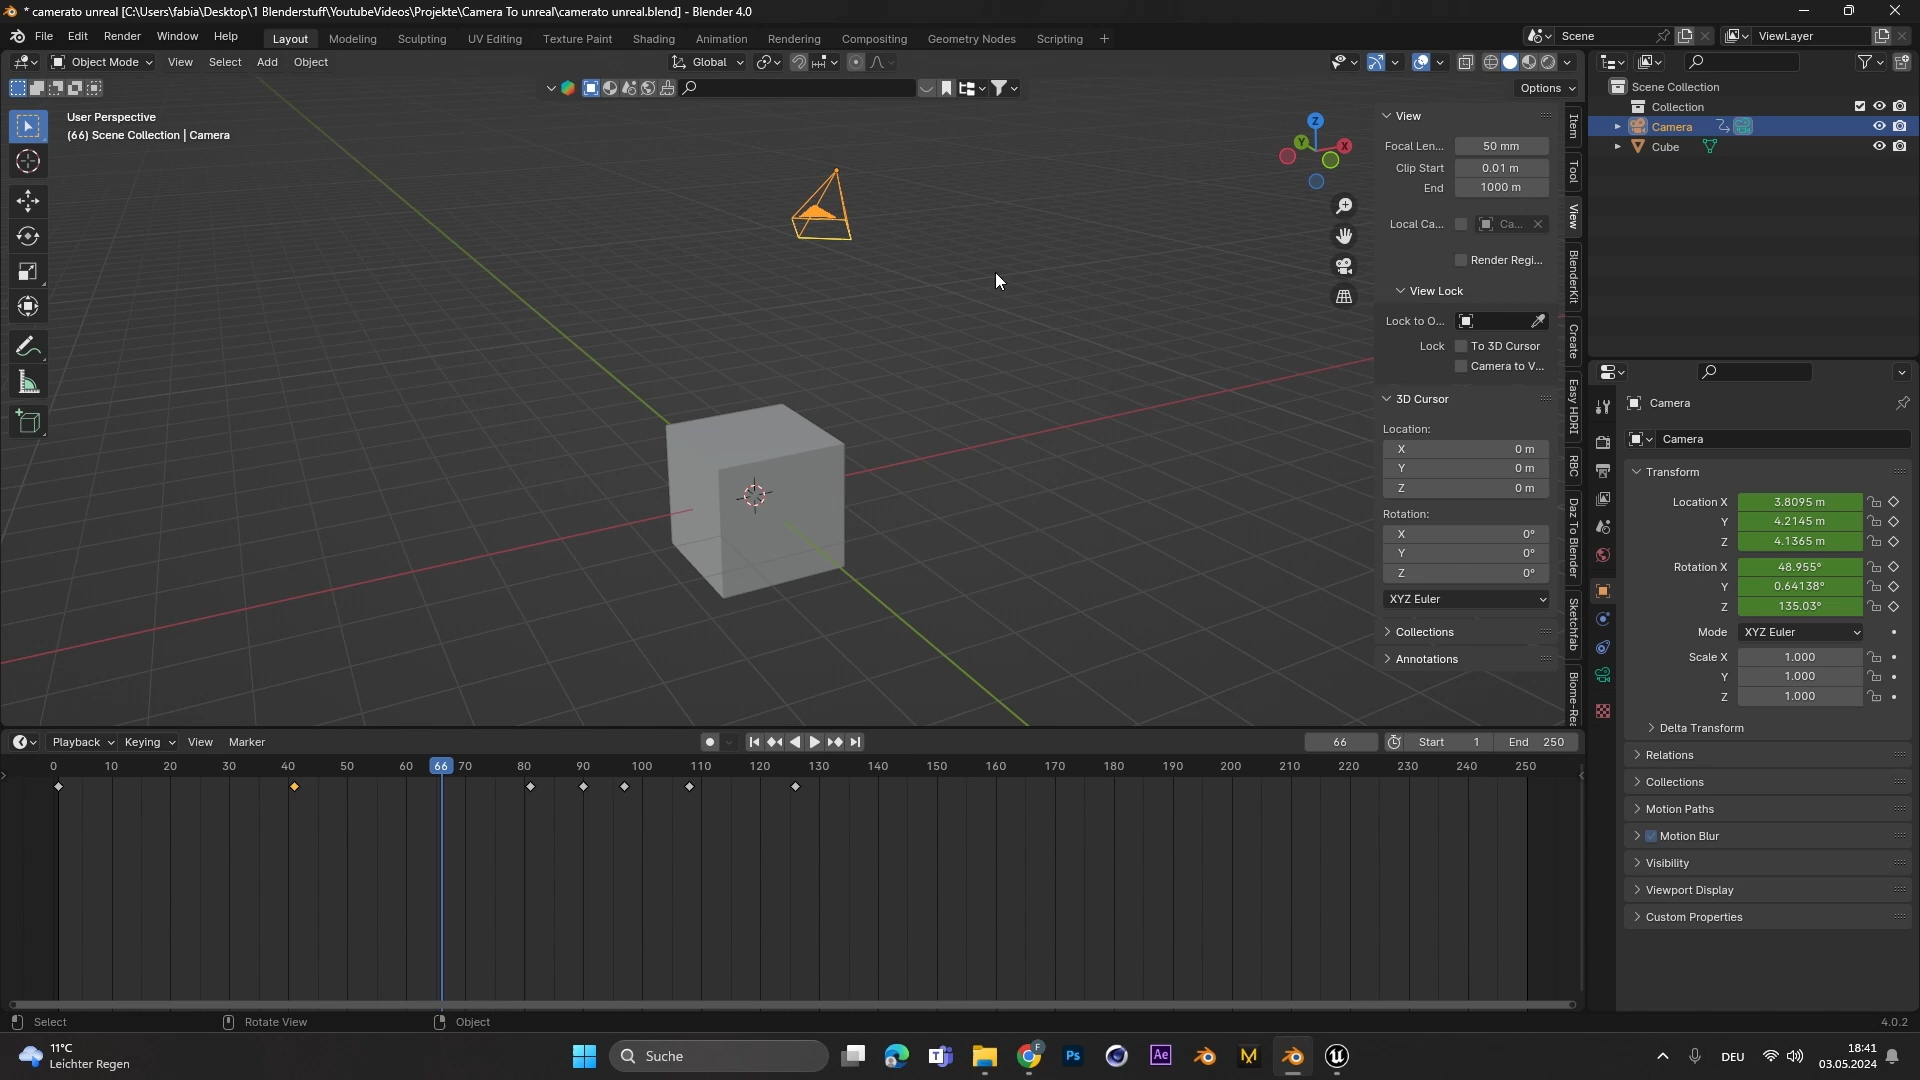 * camerato unreal [C:\Users\fabia\Desktop\1 Blenderstuff\YoutubeVideos\Projekte\Camera To unreal\camerato unreal.blend] - Blender 4.0
File Edit Render Window Help Layout Modeling Sculpting UV Editing Texture Paint Shading Animation Rendering Compositing Geometry Nodes Scripting + Scene ViewLayer
Object Mode View Select Add Object Global
Options
User Perspective
(66) Scene Collection | Camera
Z
Y
X
View
Focal Len... 50 mm
Clip Start 0.01 m
End 1000 m
Local Ca... Ca...
Render Regi...
View Lock
Lock to O...
Lock To 3D Cursor
Camera to V...
3D Cursor
Location:
X 0 m
Y 0 m
Z 0 m
Rotation:
X 0°
Y 0°
Z 0°
XYZ Euler
Collections
Annotations
Item
Tool
View
BlenderKit
Create
Easy HDRI
RBC
Daz To Blender
Sketchfab
Biome-Rea
Scene Collection
Collection
Camera
Cube
Camera
Camera
Transform
Location X 3.8095 m
Y 4.2145 m
Z 4.1365 m
Rotation X 48.955°
Y 0.64138°
Z 135.03°
Mode XYZ Euler
Scale X 1.000
Y 1.000
Z 1.000
Delta Transform
Relations
Collections
Motion Paths
Motion Blur
Visibility
Viewport Display
Custom Properties
Playback Keying View Marker 66 Start 1 End 250
0 10 20 30 40 50 60 66 70 80 90 100 110 120 130 140 150 160 170 180 190 200 210 220 230 240 250
Select Rotate View Object 4.0.2
11°C
Leichter Regen
Suche
Ps
Ae
M
DEU
18:41
03.05.2024